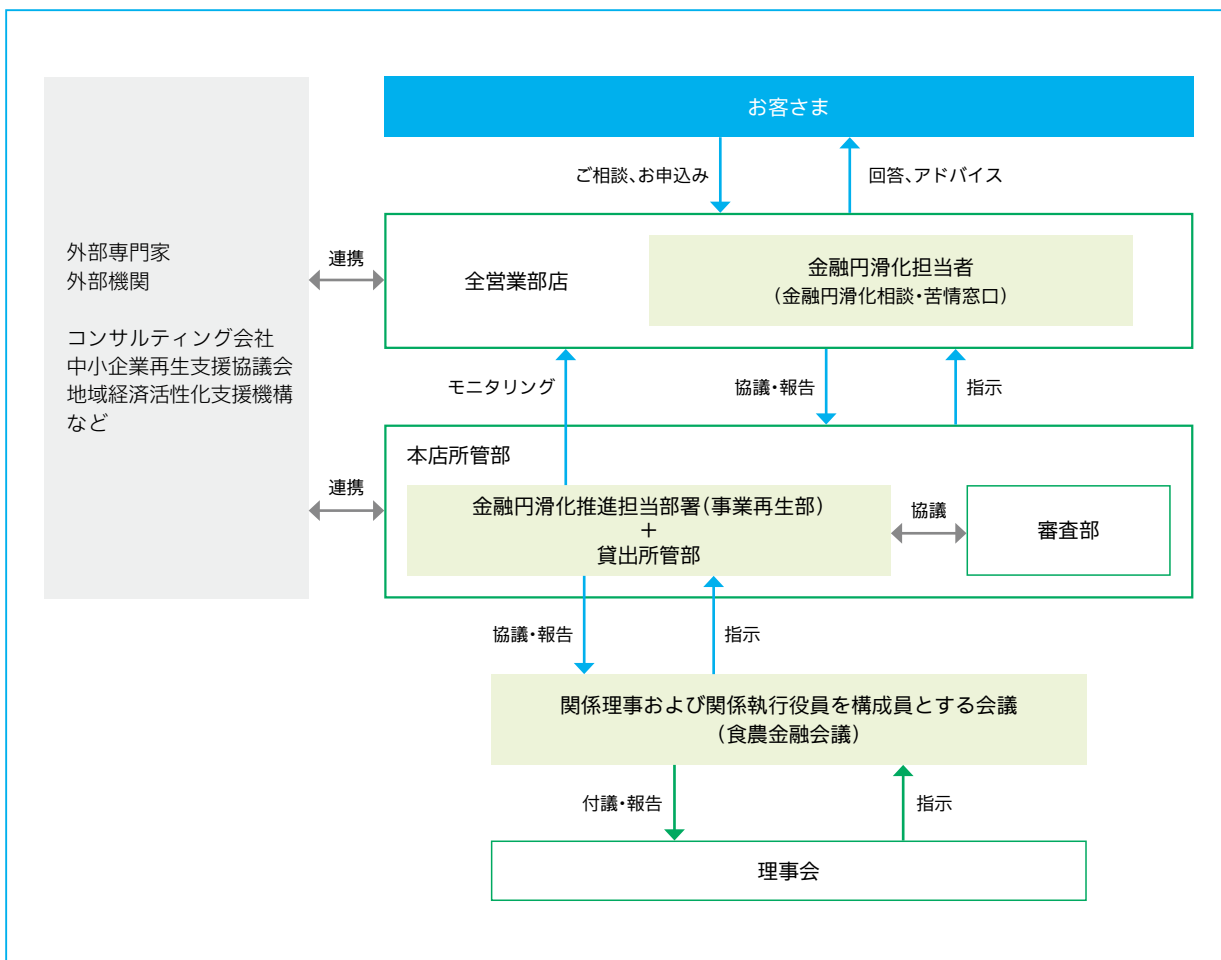 お客さま
ご相談、お申込み
回答、アドバイス
外部専門家
外部機関
コンサルティング会社
中小企業再生支援協議会
地域経済活性化支援機構
など
連携
全営業部店
金融円滑化担当者
（金融円滑化相談・苦情窓口）
モニタリング
協議・報告
指示
連携
本店所管部
金融円滑化推進担当部署（事業再生部）
＋
貸出所管部
協議
審査部
協議・報告
指示
関係理事および関係執行役員を構成員とする会議
（食農金融会議）
付議・報告
指示
理事会